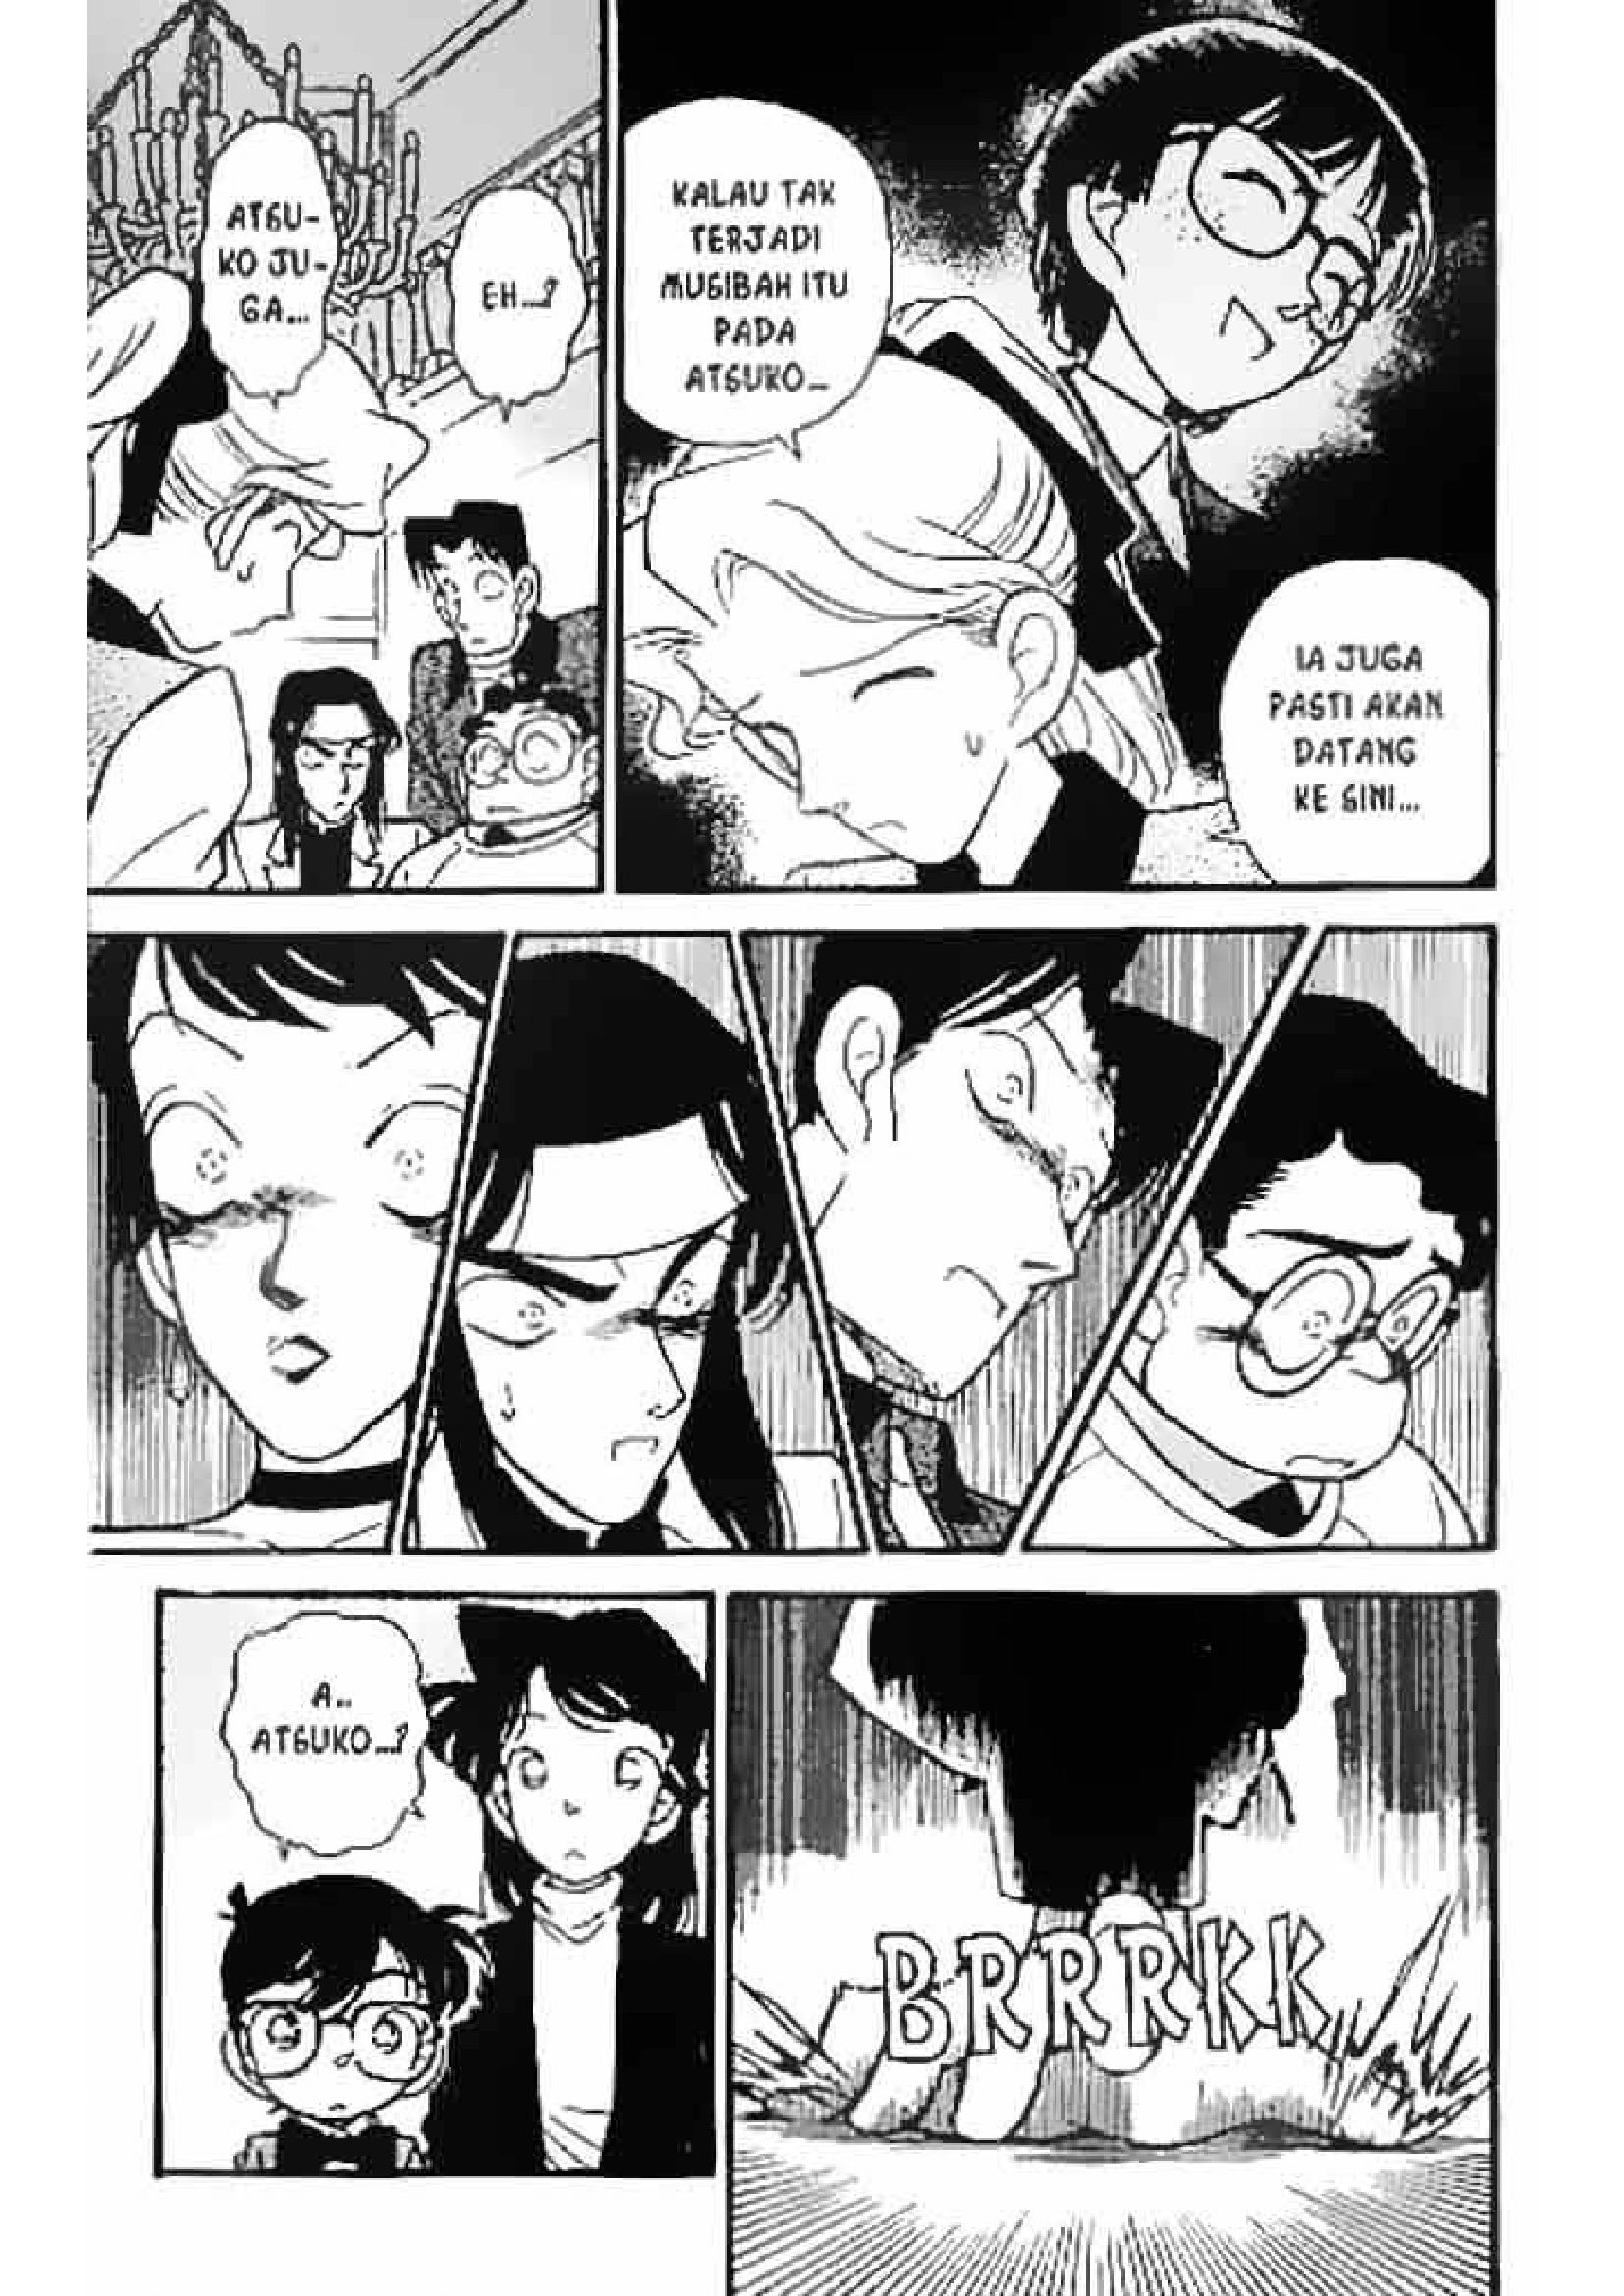 ATSU-
KO JU-
GA...
EH...?
KALAU TAK
TERJADI
MUSIBAH ITU
PADA
ATSUKO...
IA JUGA
PASTI AKAN
DATANG
KE SINI...
A..
ATSUKO...?
BRRRKK